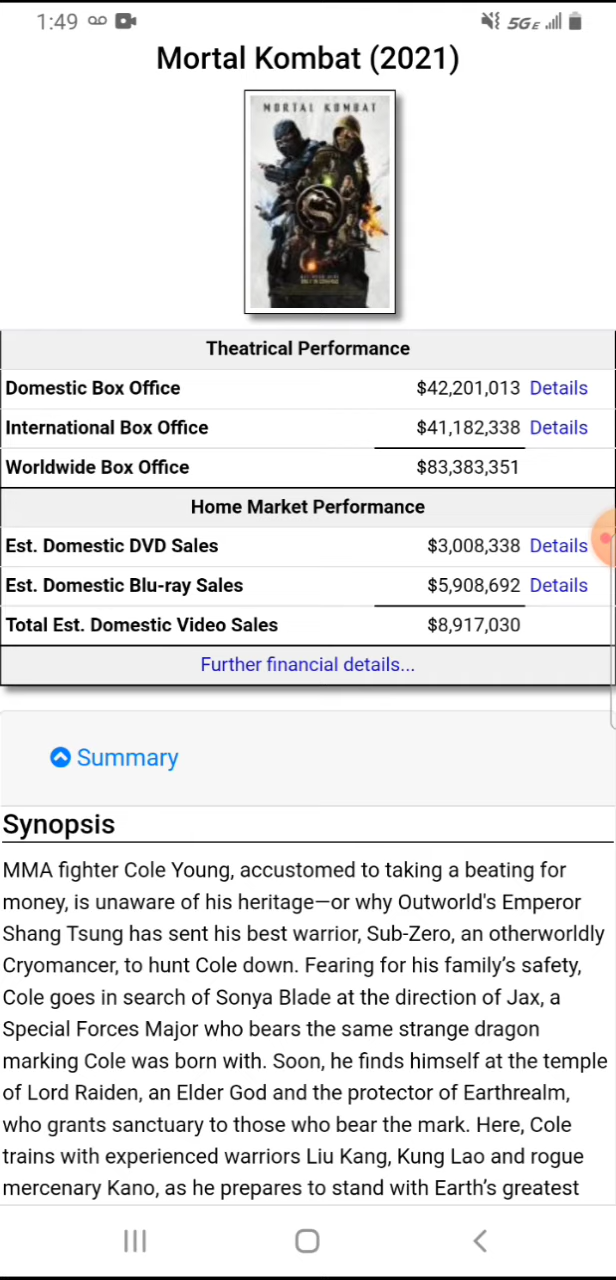 1:49
5GE
Mortal Kombat (2021)
MORTAL KOMBAT
Theatrical Performance
Domestic Box Office $42,201,013 Details
International Box Office $41,182,338 Details
Worldwide Box Office $83,383,351
Home Market Performance
Est. Domestic DVD Sales $3,008,338 Details
Est. Domestic Blu-ray Sales $5,908,692 Details
Total Est. Domestic Video Sales $8,917,030
Further financial details...
Summary
Synopsis
MMA fighter Cole Young, accustomed to taking a beating for
money, is unaware of his heritage—or why Outworld's Emperor
Shang Tsung has sent his best warrior, Sub-Zero, an otherworldly
Cryomancer, to hunt Cole down. Fearing for his family’s safety,
Cole goes in search of Sonya Blade at the direction of Jax, a
Special Forces Major who bears the same strange dragon
marking Cole was born with. Soon, he finds himself at the temple
of Lord Raiden, an Elder God and the protector of Earthrealm,
who grants sanctuary to those who bear the mark. Here, Cole
trains with experienced warriors Liu Kang, Kung Lao and rogue
mercenary Kano, as he prepares to stand with Earth’s greatest